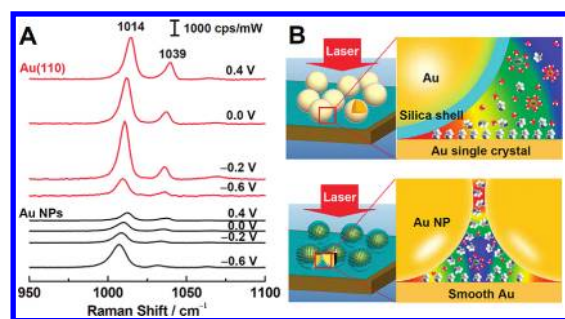 A
1014
1000 cps/mW
Au(110)
1039
0.4 V
0.0 V
−0.2 V
−0.6 V
Au NPs
0.4 V
0.0 V
−0.2 V
−0.6 V
950
1000
1050
1100
Raman Shift / cm⁻¹
B
Laser
Au
Silica shell
Au single crystal
Laser
Au NP
Smooth Au